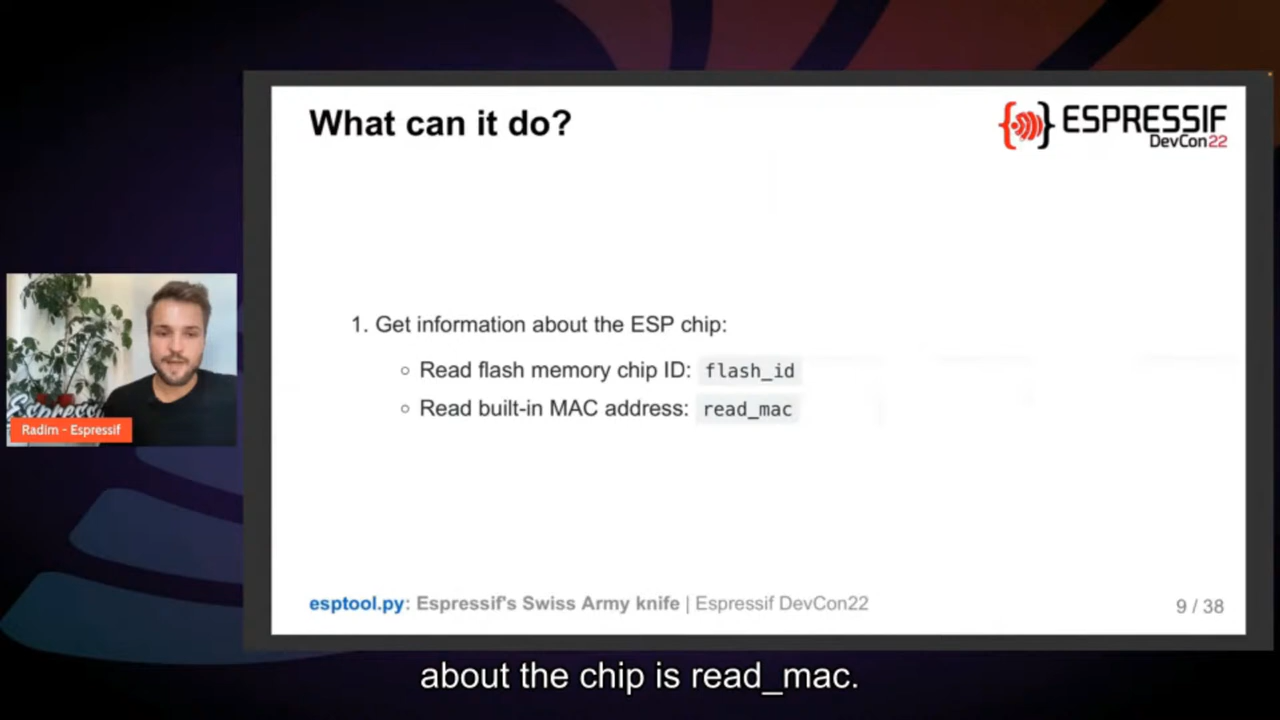 What can it do?
ESPRESSIF
DevCon22
1. Get information about the ESP chip:
Read flash memory chip ID: flash_id
Read built-in MAC address: read_mac
Espress
Radim - Espressif
esptool.py: Espressif's Swiss Army knife | Espressif DevCon22
9 / 38
about the chip is read_mac.